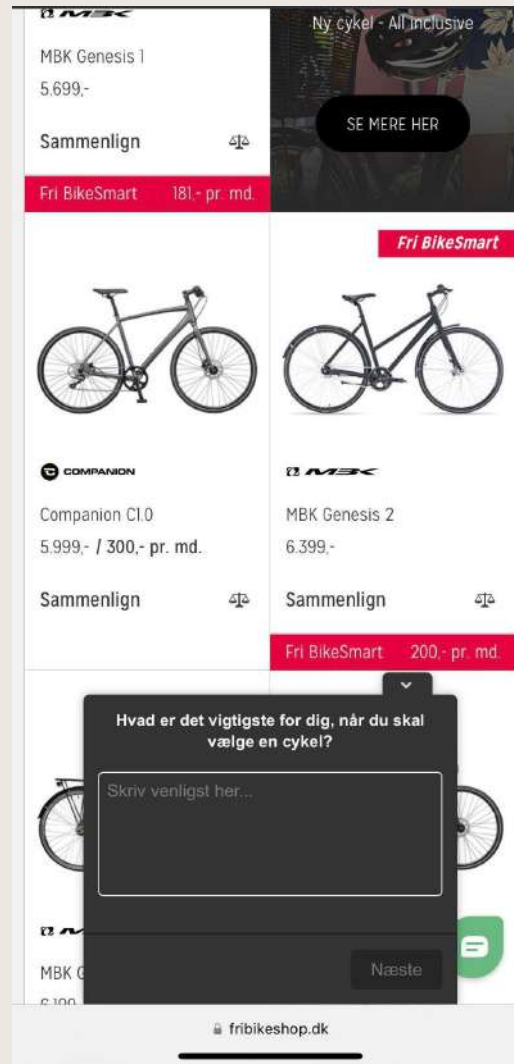 MBK
MBK Genesis 1
5.699,-
Sammenlign
Fri BikeSmart 181,- pr. md.
Ny cykel - All inclusive
SE MERE HER
Fri BikeSmart
COMPANION
Companion C1.0
5.999,- / 300,- pr. md.
Sammenlign
MBK
MBK Genesis 2
6.399,-
Sammenlign
Fri BikeSmart 200,- pr. md.
Hvad er det vigtigste for dig, når du skal
vælge en cykel?
Skriv venligst her...
Næste
MBK
fribikeshop.dk